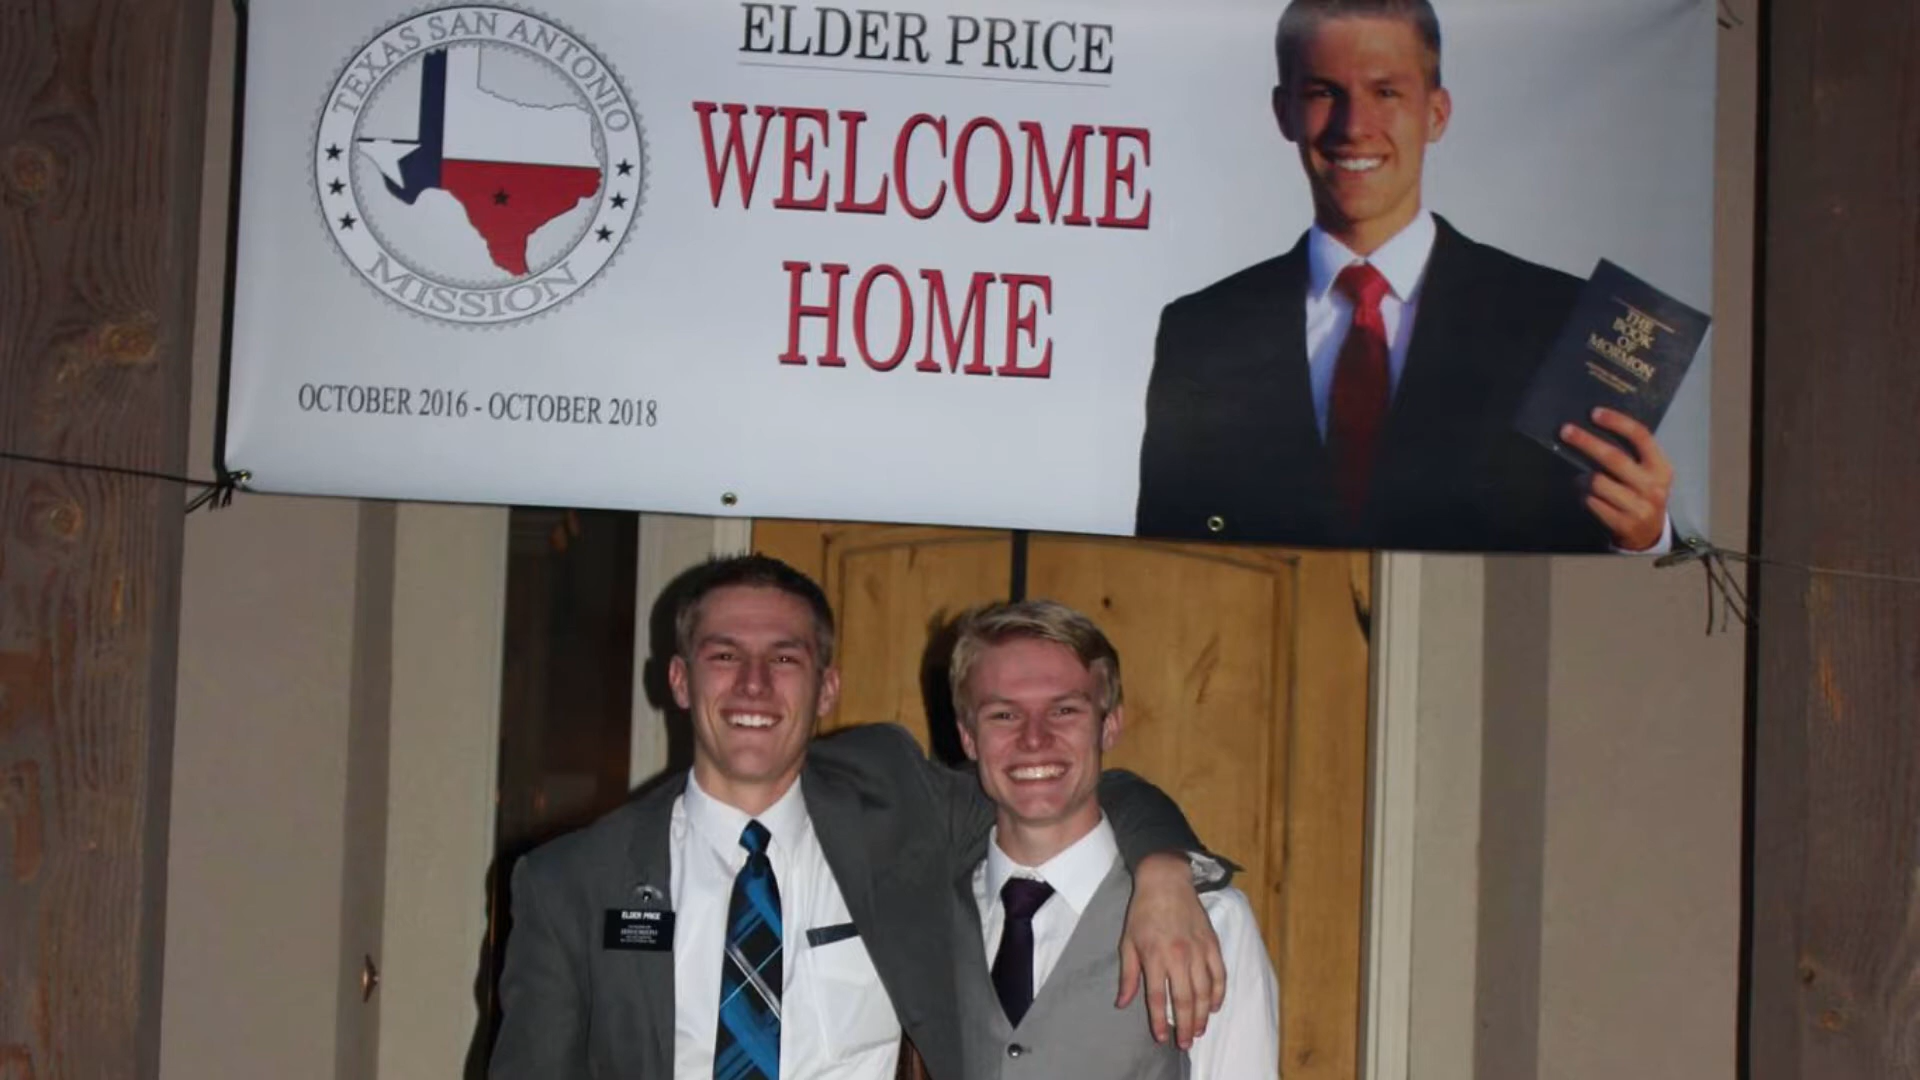 TEXAS SAN ANTONIO
MISSION
OCTOBER 2016 - OCTOBER 2018
ELDER PRICE
WELCOME
HOME
THE
BOOK
OF
MORMON
ELDER PRICE